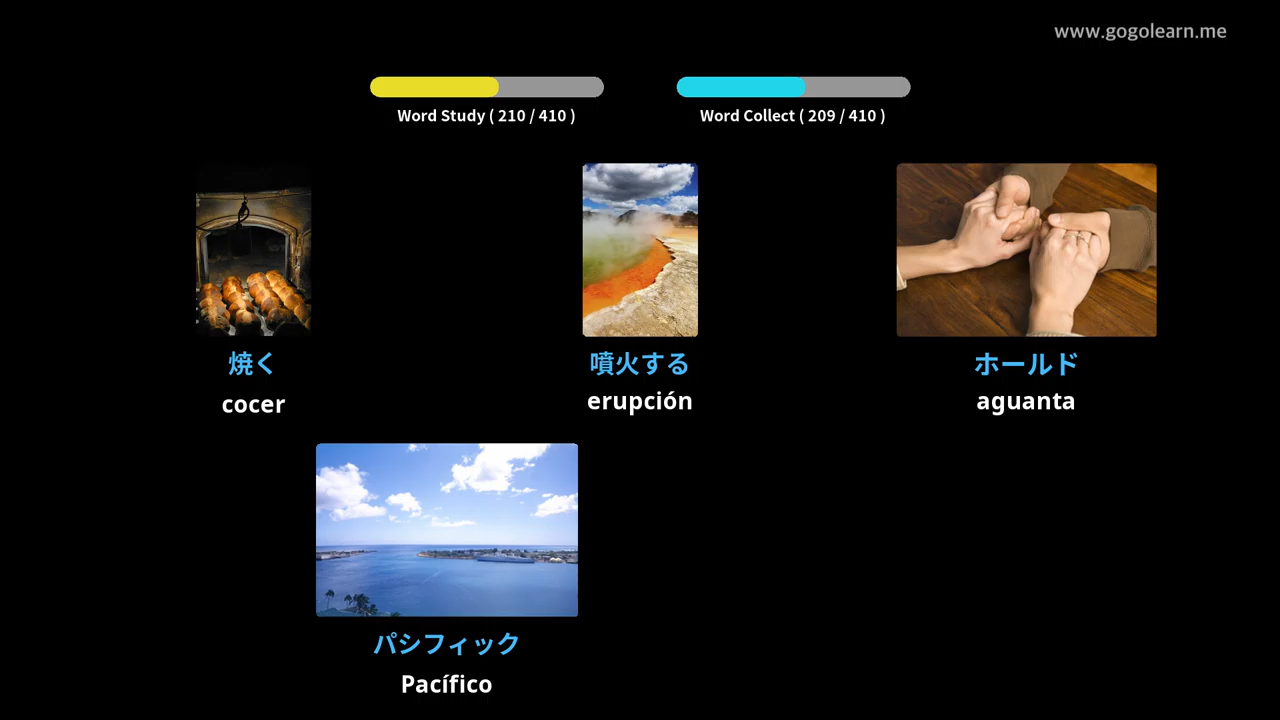 www.gogolearn.me
Word Study ( 210 / 410 )
Word Collect ( 209 / 410 )
焼く
cocer
噴火する
erupción
ホールド
aguanta
パシフィック
Pacífico